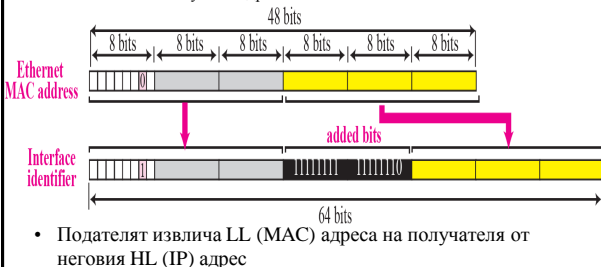 48 bits
8 bits 8 bits 8 bits 8 bits 8 bits 8 bits
Ethernet
MAC address
0
added bits
Interface
identifier
1 11111111 11111110
64 bits
• Подателят извлича LL (MAC) адреса на получателя от
неговия HL (IP) адрес